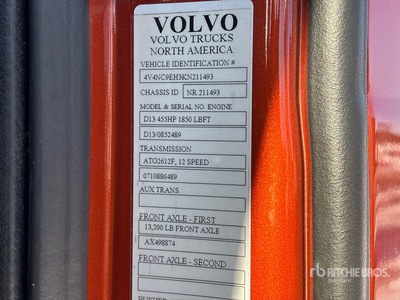 VOLVO
VOLVO TRUCKS
NORTH AMERICA
VEHICLE IDENTIFICATION #
4V4NC9EH3KN211493
CHASSIS ID NR 211493
MODEL & SERIAL NO. ENGINE
D13 455HP 1850 LBFT
D13/0852489
TRANSMISSION
ATO2612F, 12 SPEED
0710886489
AUX TRANS.
FRONT AXLE - FIRST
13,200 LB FRONT AXLE
AX498874
FRONT AXLE - SECOND
rb RITCHIE BROS.